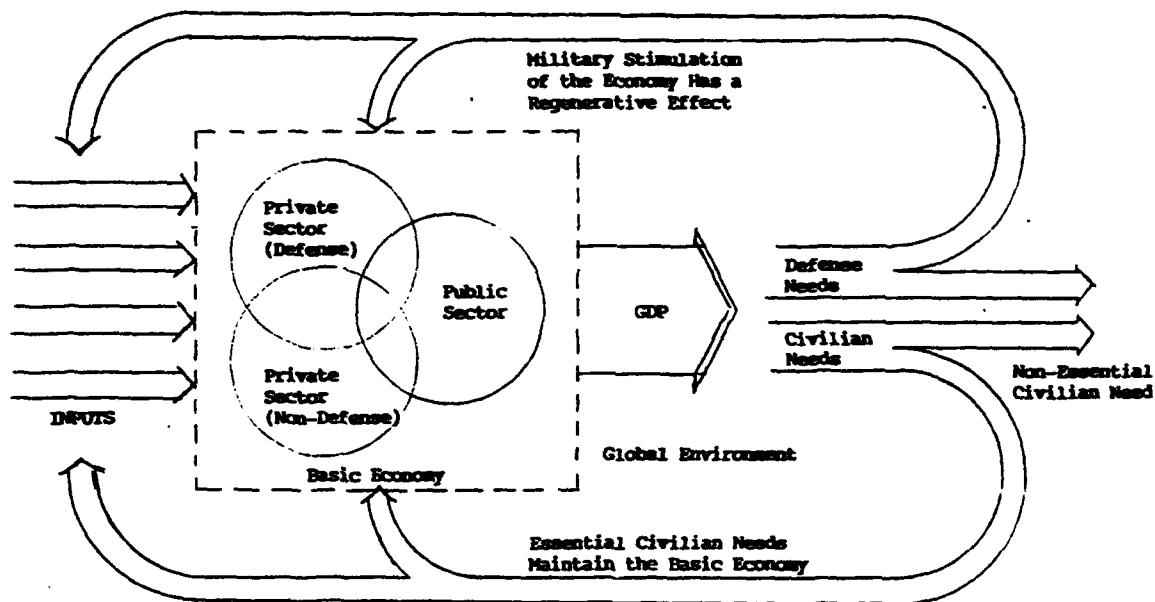 Military Stimulation
of the Economy Has a
Regenerative Effect
Private
Sector
(Defense)
Public
Sector
GDP
Defense
Needs
Civilian
Needs
Non-Essential
Civilian Need
Private
Sector
(Non-Defense)
INPUTS
Global Environment
Basic Economy
Essential Civilian Needs
Maintain the Basic Economy